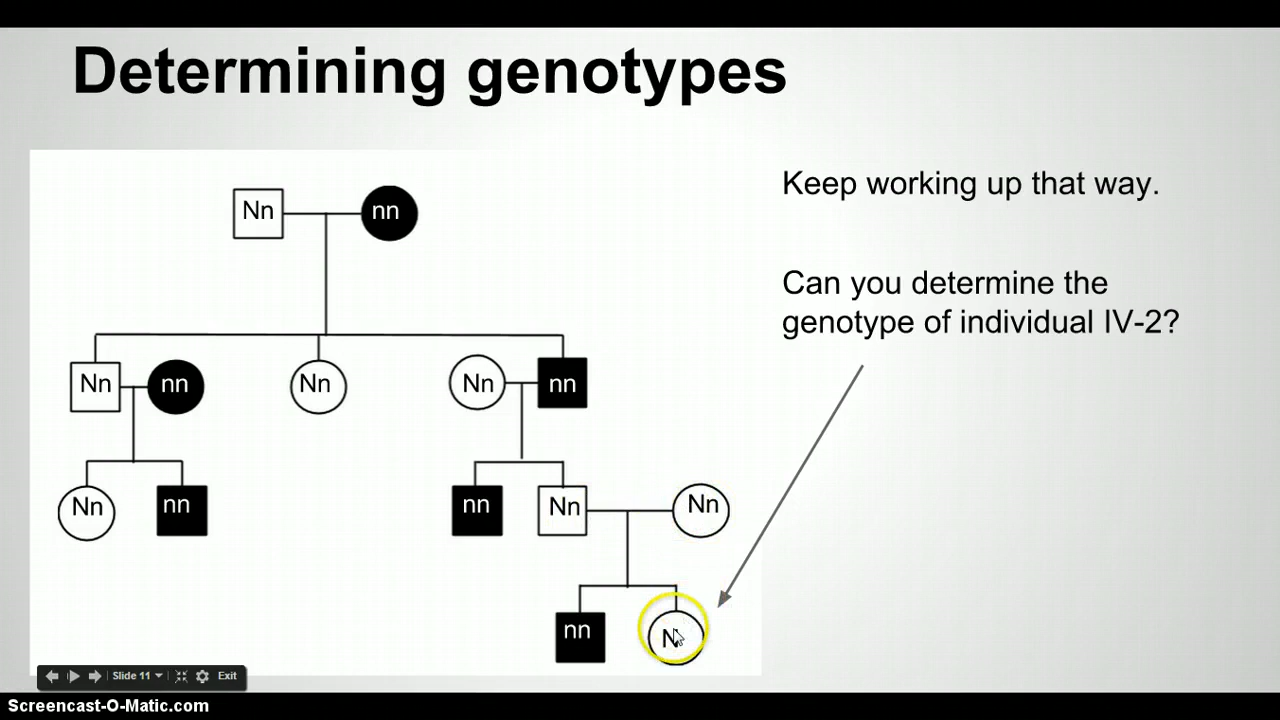 Determining genotypes
Keep working up that way.
Can you determine the
genotype of individual IV-2?
Nn nn
Nn nn Nn Nn nn
Nn nn nn Nn Nn
nn N
Slide 11 Exit
Screencast-O-Matic.com